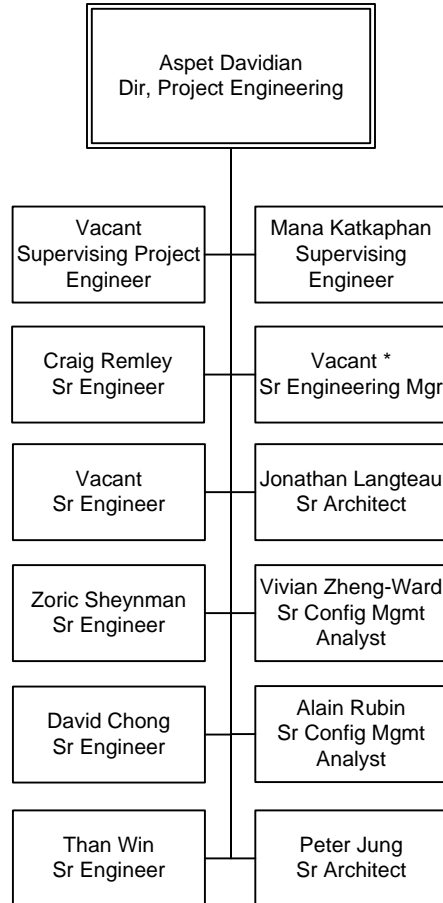 Aspet Davidian
Dir, Project Engineering
Vacant
Supervising Project
Engineer
Mana Katkaphan
Supervising
Engineer
Craig Remley
Sr Engineer
Vacant *
Sr Engineering Mgr
Vacant
Sr Engineer
Jonathan Langteau
Sr Architect
Zoric Sheynman
Sr Engineer
Vivian Zheng-Ward
Sr Config Mgmt
Analyst
David Chong
Sr Engineer
Alain Rubin
Sr Config Mgmt
Analyst
Than Win
Sr Engineer
Peter Jung
Sr Architect